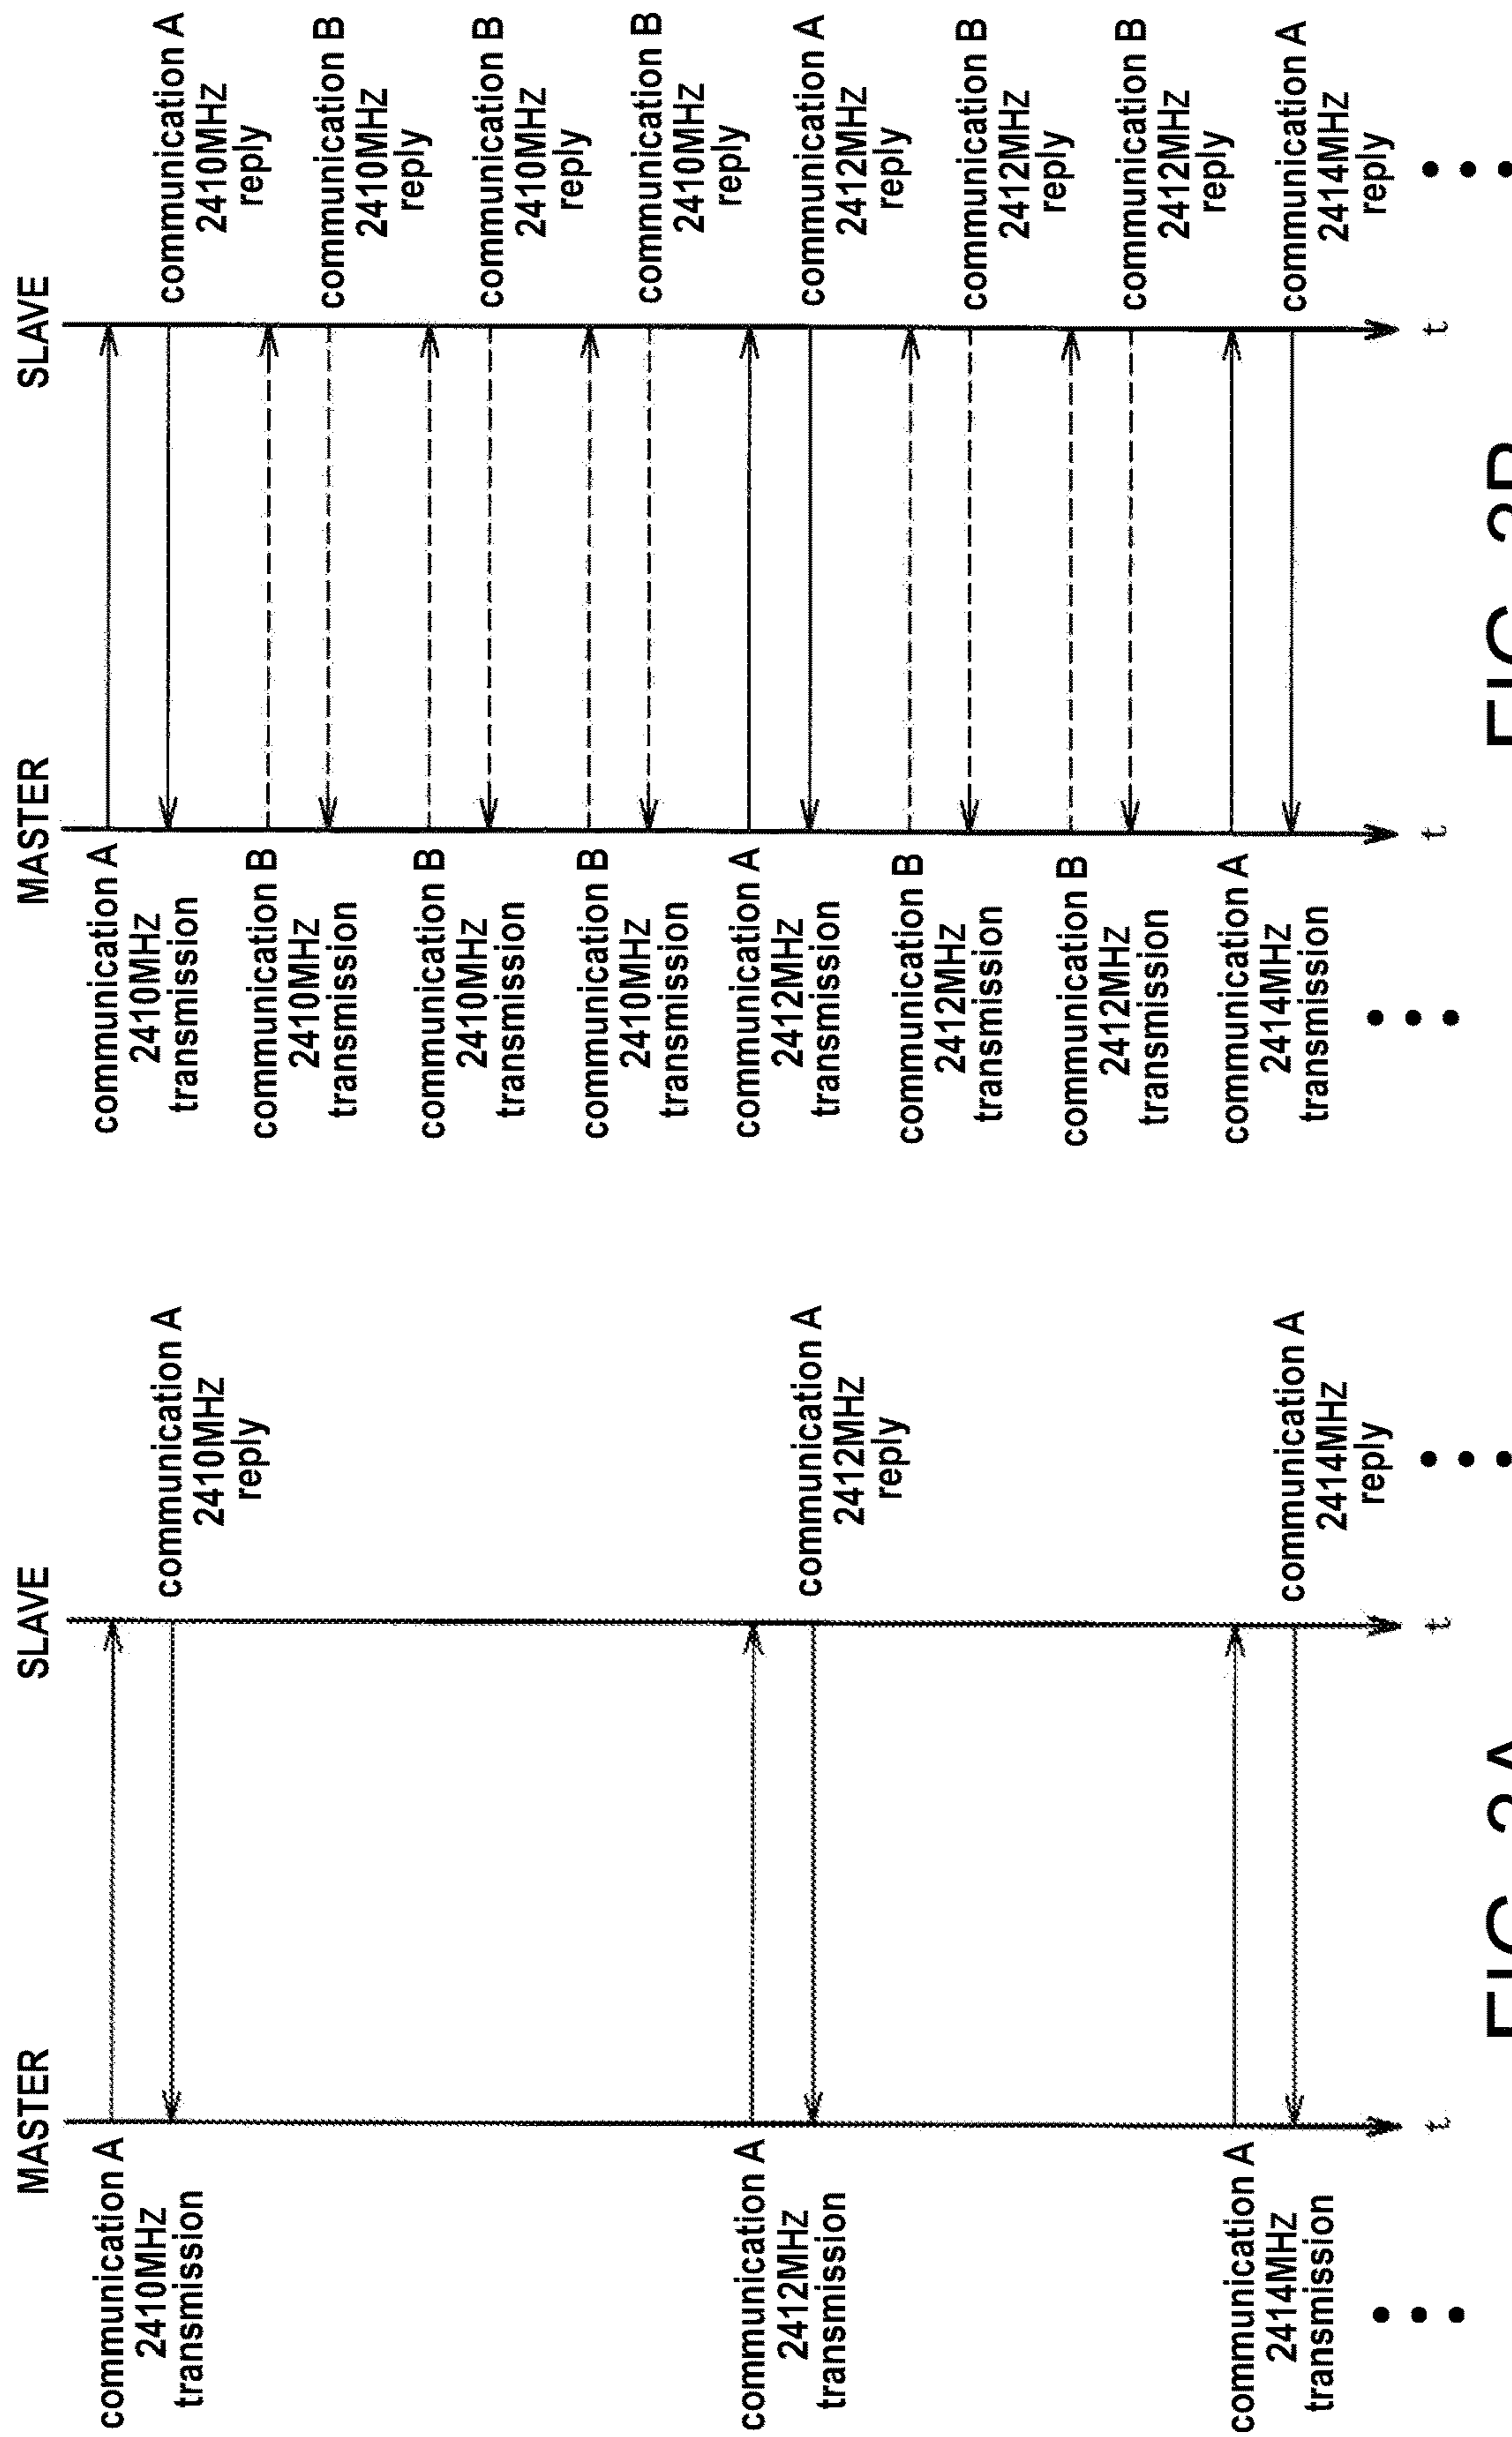 MASTER
SLAVE
communication A
2410MHz
transmission
communication A
2410MHz
reply
communication A
2412MHz
transmission
communication A
2412MHz
reply
communication A
2414MHz
transmission
communication A
2414MHz
reply
t
t
MASTER
SLAVE
communication A
2410MHz
transmission
communication A
2410MHz
reply
communication B
2410MHz
transmission
communication B
2410MHz
reply
communication B
2410MHz
transmission
communication B
2410MHz
reply
communication B
2410MHz
transmission
communication B
2410MHz
reply
communication A
2412MHz
transmission
communication A
2412MHz
reply
communication B
2412MHz
transmission
communication B
2412MHz
reply
communication B
2412MHz
transmission
communication B
2412MHz
reply
communication A
2414MHz
transmission
communication A
2414MHz
reply
t
t